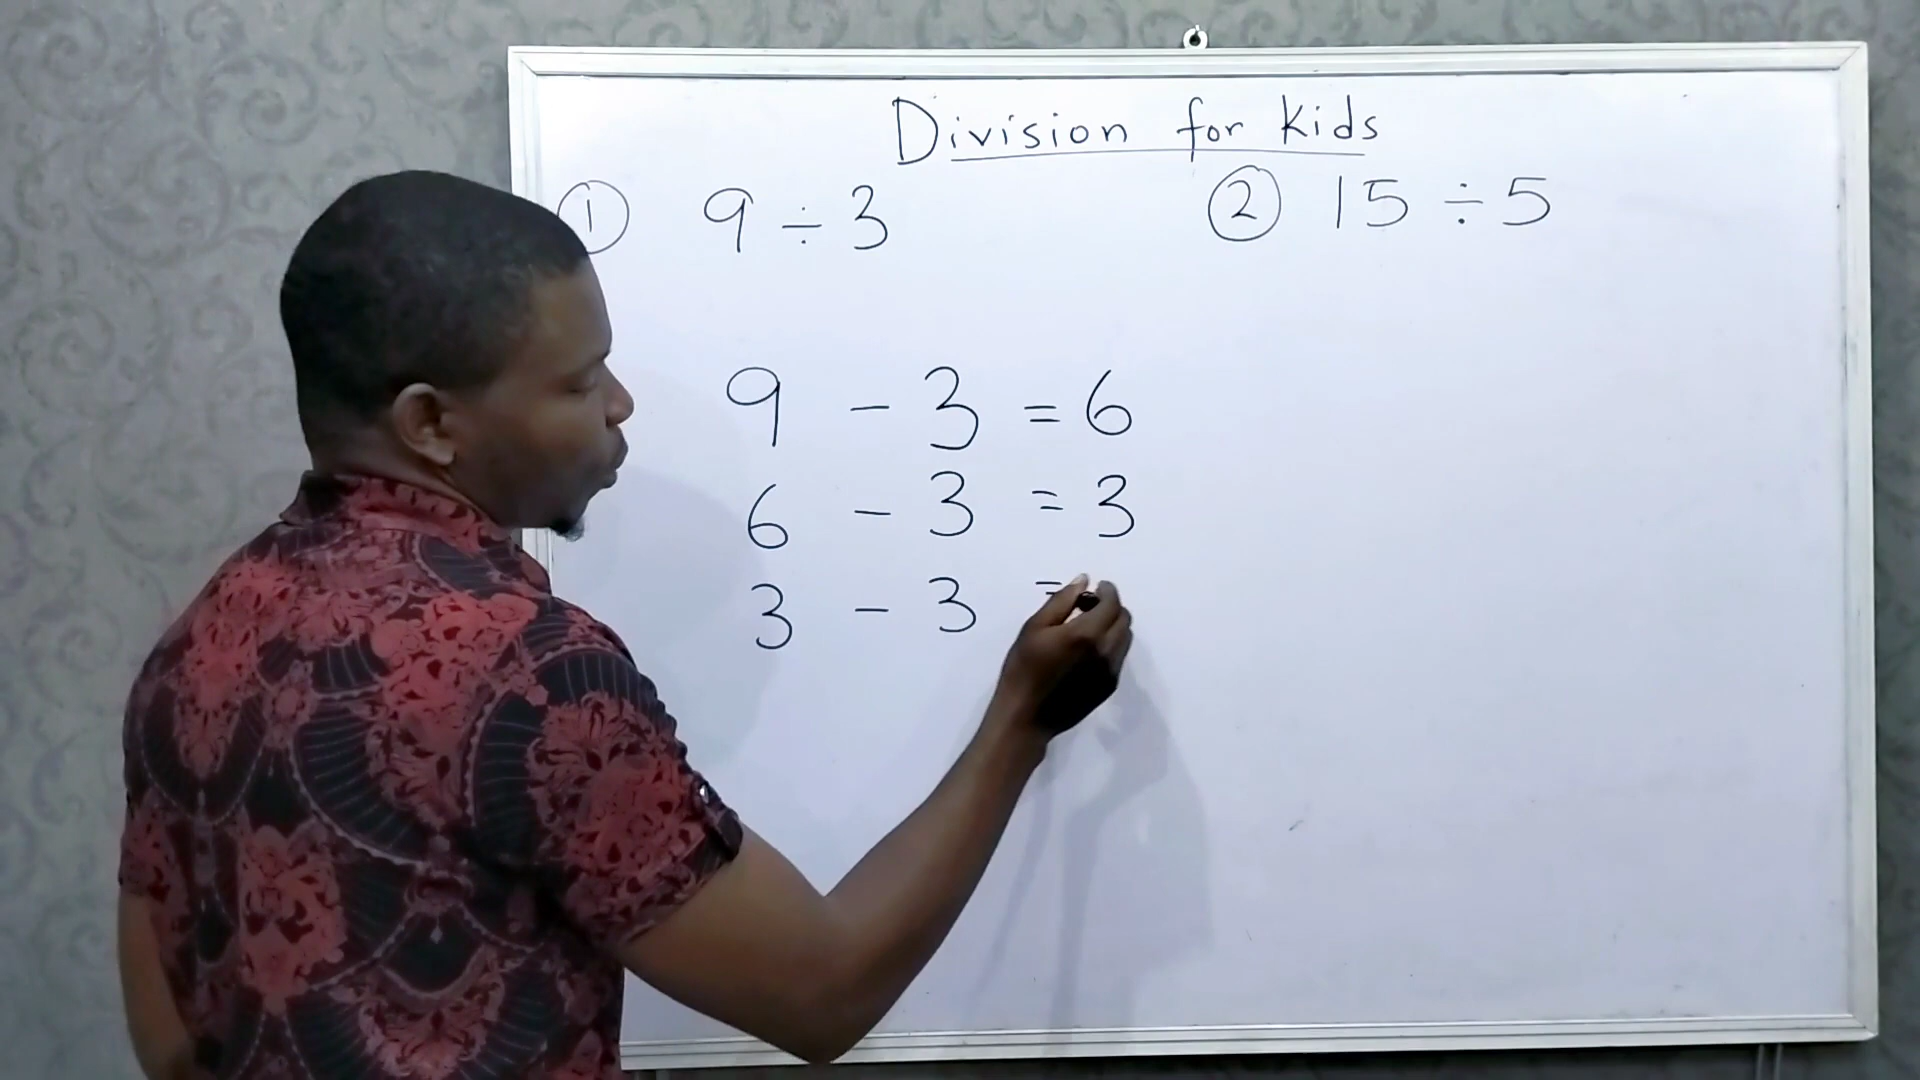 Division for kids
① 9 ÷ 3
② 15 ÷ 5
9 - 3 = 6
6 - 3 = 3
3 - 3 =